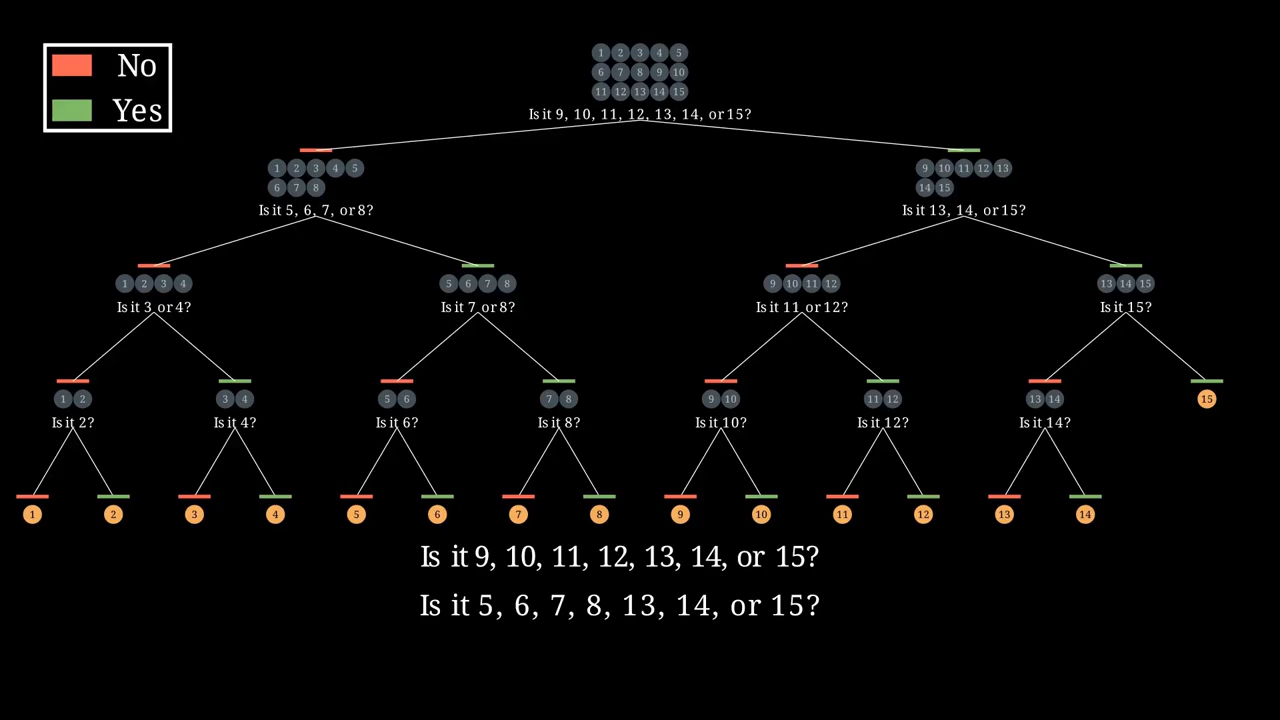 No
Yes
1 2 3 4 5
6 7 8 9 10
11 12 13 14 15
Is it 9, 10, 11, 12, 13, 14, or 15?
1 2 3 4 5
6 7 8
Is it 5, 6, 7, or 8?
9 10 11 12 13
14 15
Is it 13, 14, or 15?
1 2 3 4
Is it 3 or 4?
5 6 7 8
Is it 7 or 8?
9 10 11 12
Is it 11 or 12?
13 14 15
Is it 15?
1 2
Is it 2?
3 4
Is it 4?
5 6
Is it 6?
7 8
Is it 8?
9 10
Is it 10?
11 12
Is it 12?
13 14
Is it 14?
15
1 2 3 4 5 6 7 8 9 10 11 12 13 14
Is it 9, 10, 11, 12, 13, 14, or 15?
Is it 5, 6, 7, 8, 13, 14, or 15?